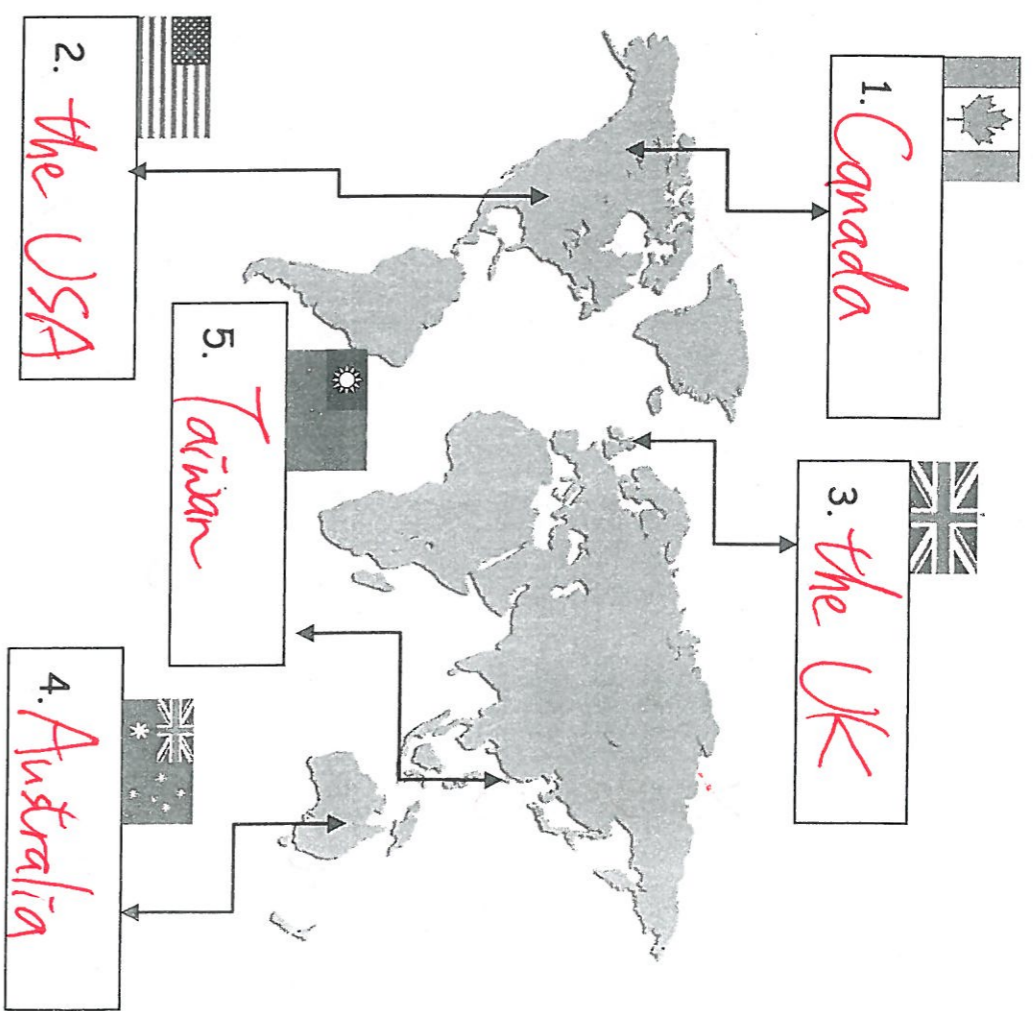 1. Canada
2. the USA
3. the UK
4. Australia
5. Taiwan